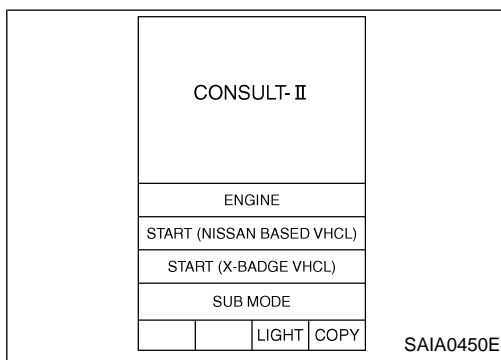 CONSULT-II
ENGINE
START (NISSAN BASED VHCL)
START (X-BADGE VHCL)
SUB MODE
LIGHT COPY
SAIA0450E